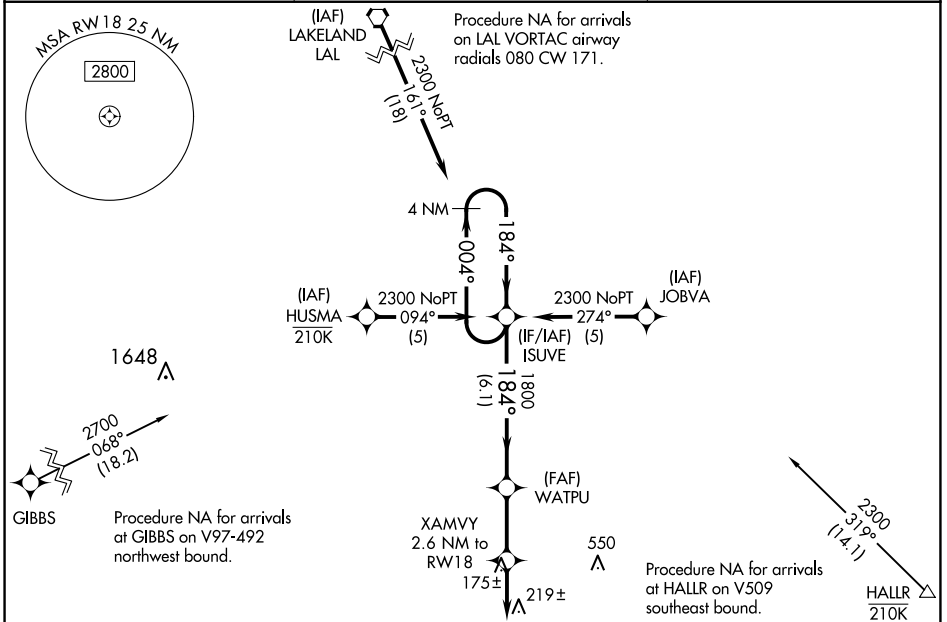 MSA RW18 25 NM
2800
(IAF)
LAKELAND
LAL
Procedure NA for arrivals
on LAL VORTAC airway
radials 080 CW 171.
2300 NoPT
161°
(18)
4 NM
004°
184°
(IAF)
HUSMA
210K
2300 NoPT
094°
(5)
2300 NoPT
274°
(5)
(IAF)
JOBVA
(IF/IAF)
ISUVE
1800
184°
(6.1)
1648
2700
068°
(18.2)
GIBBS
Procedure NA for arrivals
at GIBBS on V97-492
northwest bound.
(FAF)
WATPU
XAMVY
2.6 NM to
RW18
175±
219±
550
Procedure NA for arrivals
at HALLR on V509
southeast bound.
2300
319°
(14.1)
HALLR
210K